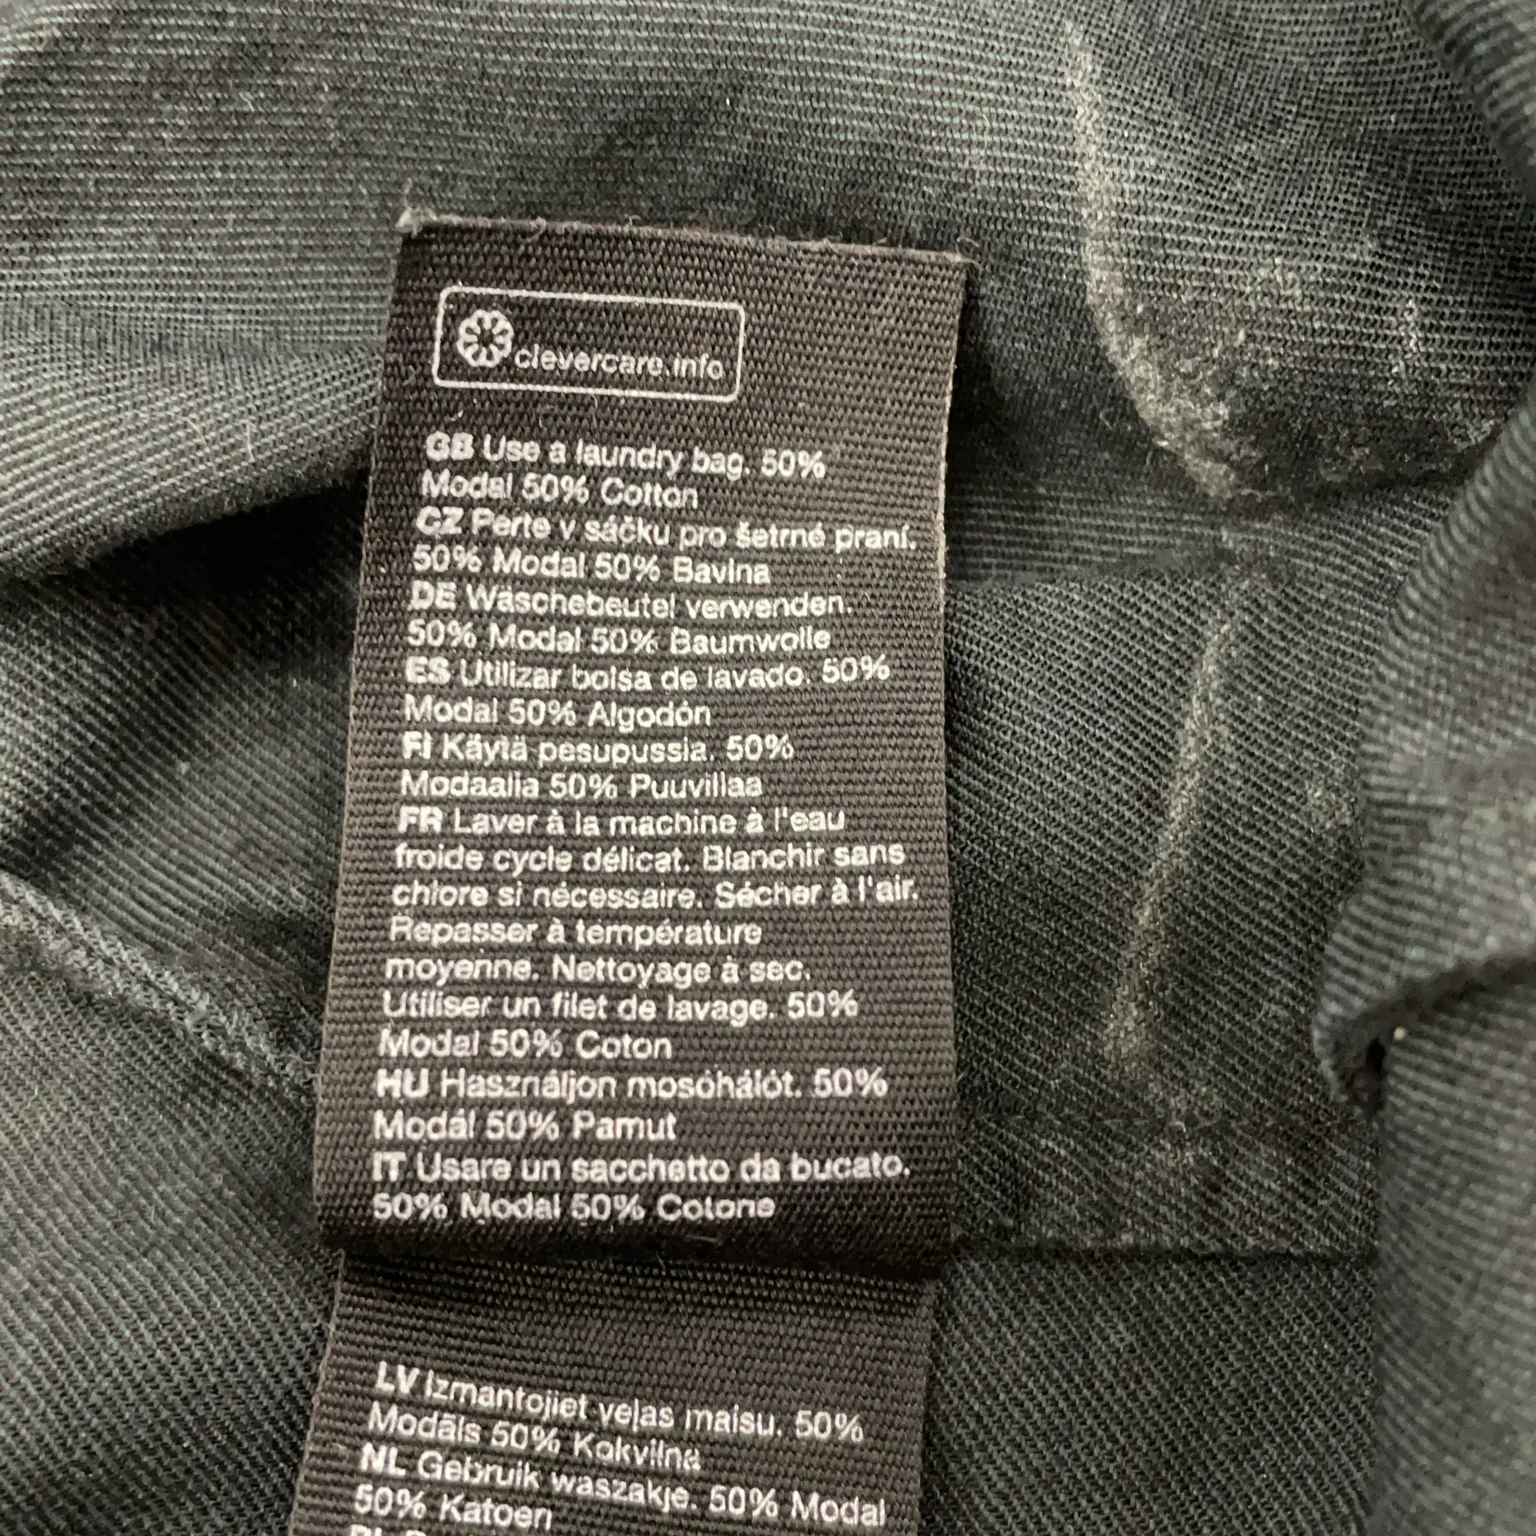 clevercare.info
GB Use a laundry bag. 50%
Modal 50% Cotton
CZ Perte v sáčku pro šetrné praní.
50% Modal 50% Bavlna
DE Wäschebeutel verwenden.
50% Modal 50% Baumwolle
ES Utilizar bolsa de lavado. 50%
Modal 50% Algodón
FI Käytä pesupussia. 50%
Modaalia 50% Puuvillaa
FR Laver à la machine à l'eau
froide cycle délicat. Blanchir sans
chlore si nécessaire. Sécher à l'air.
Repasser à température
moyenne. Nettoyage à sec.
Utiliser un filet de lavage. 50%
Modal 50% Coton
HU Használjon mosóhálót. 50%
Modál 50% Pamut
IT Usare un sacchetto da bucato.
50% Modal 50% Cotone
LV Izmantojiet veļas maisu. 50%
Modāls 50% Kokvilna
NL Gebruik waszakje. 50% Modal
50% Katoen